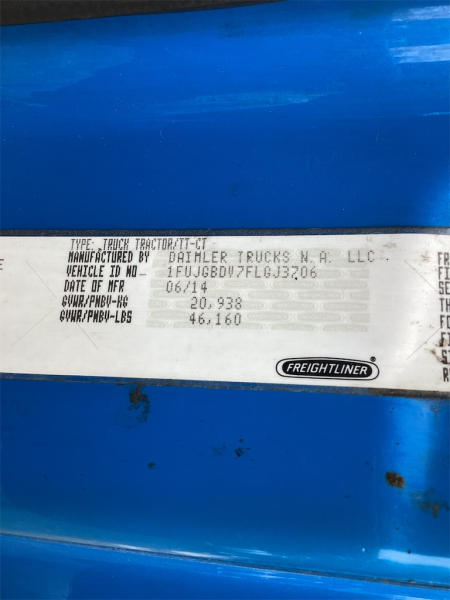 TYPE: TRUCK TRACTOR/TT-CT
MANUFACTURED BY DAIMLER TRUCKS N.A. LLC
VEHICLE ID NO 1FUJGBDV7FLGJ3206
DATE OF MFR 06/14
GVWR/PNBV-KG 20,938
GVWR/PNBV-LBS 46,160
FREIGHTLINER